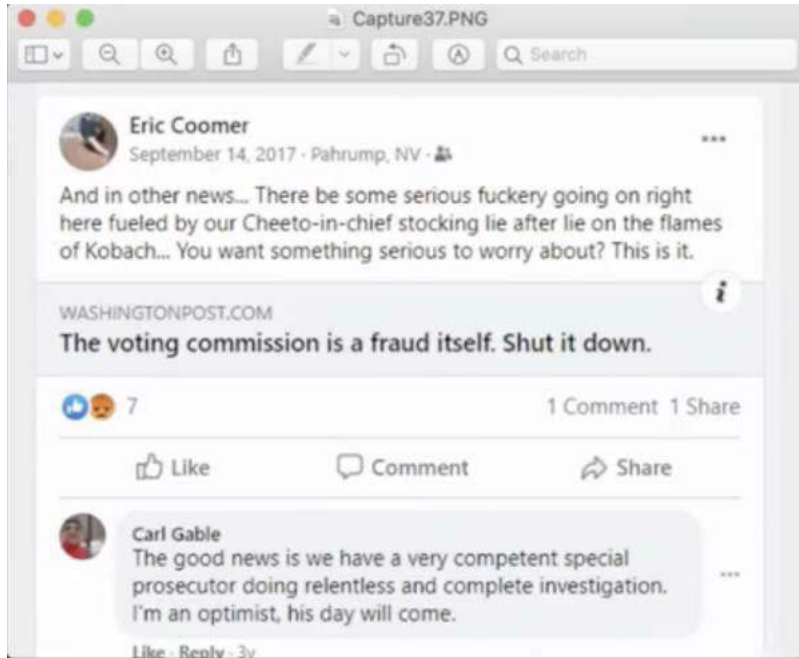 Capture37.PNG
Search
Eric Coomer
September 14, 2017 · Pahrump, NV ·
And in other news... There be some serious fuckery going on right
here fueled by our Cheeto-in-chief stocking lie after lie on the flames
of Kobach... You want something serious to worry about? This is it.
WASHINGTONPOST.COM
The voting commission is a fraud itself. Shut it down.
7
1 Comment 1 Share
Like Comment Share
Carl Gable
The good news is we have a very competent special
prosecutor doing relentless and complete investigation.
I'm an optimist, his day will come.
Like · Reply · 3y